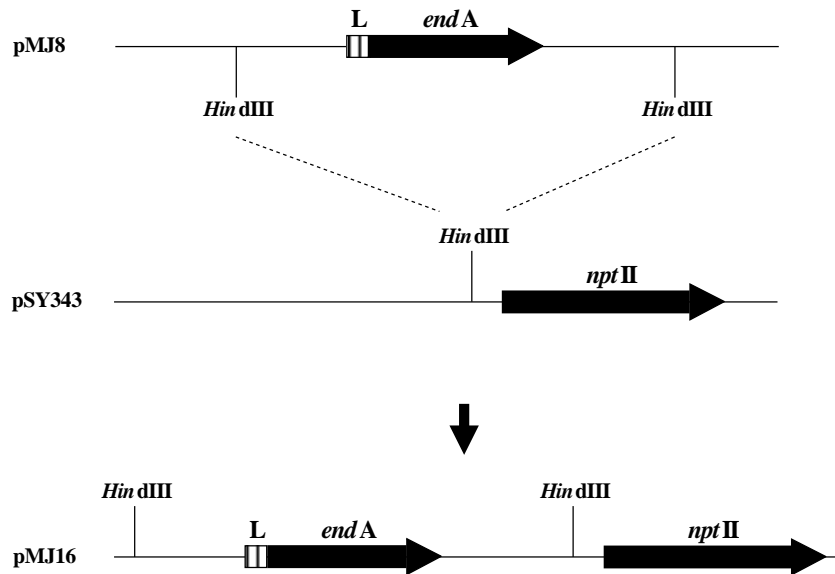 L endA
pMJ8
HindIII HindIII
HindIII
nptII
pSY343
HindIII HindIII
L endA nptII
pMJ16